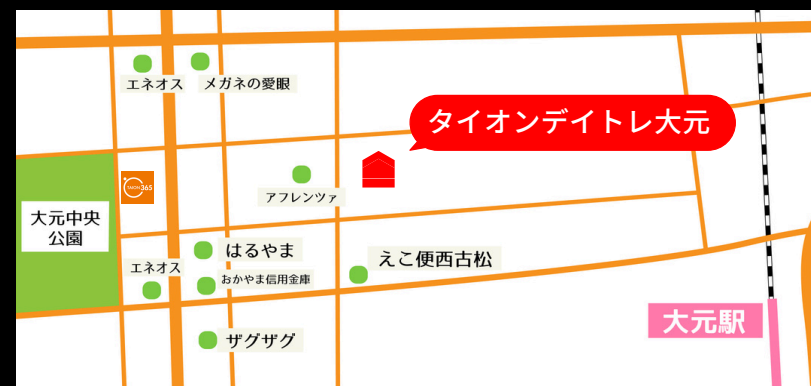 エネオス
メガネの愛眼
タイオンデイトレ大元
TAION 365
アフレンツァ
大元中央
公園
はるやま
エネオス
おかやま信用金庫
えこ便西古松
大元駅
ザグザグ